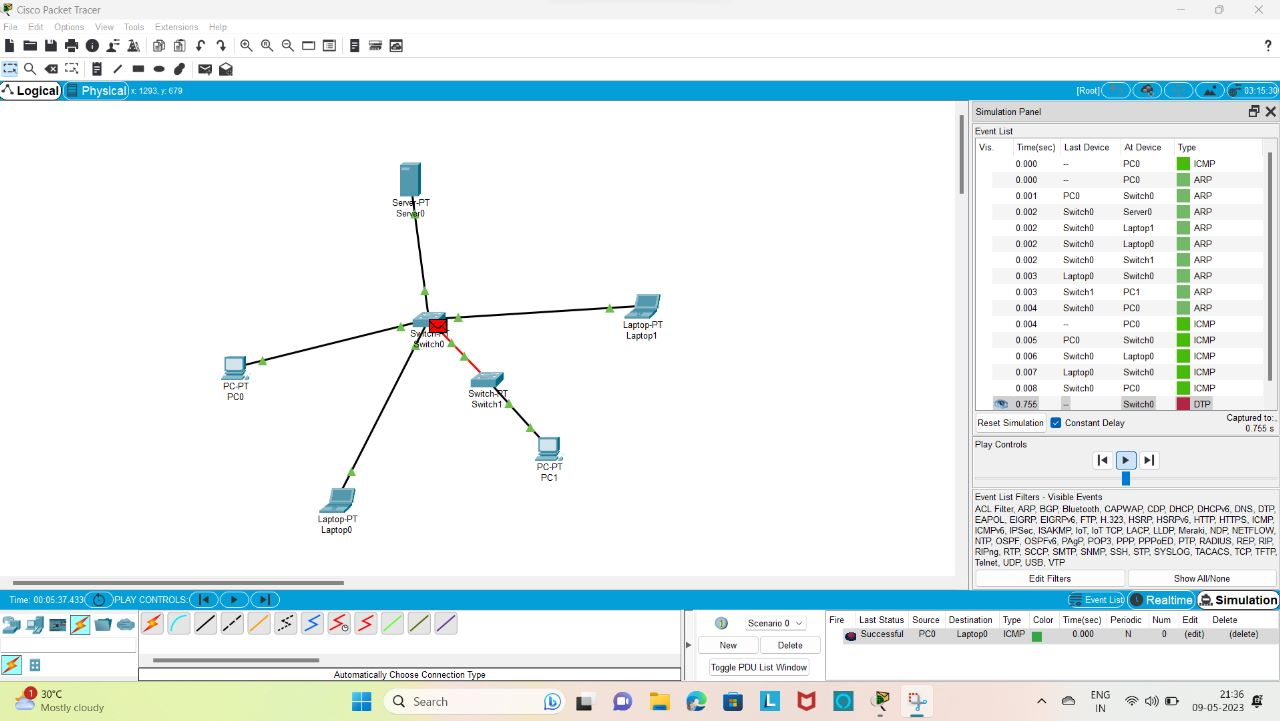 Cisco Packet Tracer
File Edit Options View Tools Extensions Help
?
Logical Physical x: 1293, y: 679 [Root] 03:15:30
Server-PT
Server0
Laptop-PT
Laptop1
Switch-PT
Switch0
PC-PT
PC0
Switch-PT
Switch1
PC-PT
PC1
Laptop-PT
Laptop0
Simulation Panel
Event List
Vis. Time(sec) Last Device At Device Type
0.000 -- PC0 ICMP
0.000 -- PC0 ARP
0.001 PC0 Switch0 ARP
0.002 Switch0 Server0 ARP
0.002 Switch0 Laptop1 ARP
0.002 Switch0 Laptop0 ARP
0.002 Switch0 Switch1 ARP
0.003 Laptop0 Switch0 ARP
0.003 Switch1 PC1 ARP
0.004 Switch0 PC0 ARP
0.004 -- PC0 ICMP
0.005 PC0 Switch0 ICMP
0.006 Switch0 Laptop0 ICMP
0.007 Laptop0 Switch0 ICMP
0.008 Switch0 PC0 ICMP
0.756 -- Switch0 DTP
Reset Simulation Constant Delay Captured to:
0.755 s
Play Controls
Event List Filters - Visible Events
ACL Filter, ARP, BGP, Bluetooth, CAPWAP, CDP, DHCP, DHCPv6, DNS, DTP,
EAPOL, EIGRP, EIGRPv6, FTP, H.323, HSRP, HSRPv6, HTTP, HTTPS, ICMP,
ICMPv6, IPSec, ISAKMP, IoT, IoT TCP, LACP, LLDP, Meraki, NDP, NETFLOW,
NTP, OSPF, OSPFv6, PAgP, POP3, PPP, PPPoED, PTP, RADIUS, REP, RIP,
RIPng, RTP, SCCP, SMTP, SNMP, SSH, STP, SYSLOG, TACACS, TCP, TFTP,
Telnet, UDP, USB, VTP
Edit Filters Show All/None
Time: 00:05:37.433 PLAY CONTROLS: Event List Realtime Simulation
Scenario 0
New Delete
Toggle PDU List Window
Fire Last Status Source Destination Type Color Time(sec) Periodic Num Edit Delete
Successful PC0 Laptop0 ICMP 0.000 N 0 (edit) (delete)
Automatically Choose Connection Type
1
30°C
Mostly cloudy
Search
L
ENG
IN
21:36
09-05-2023